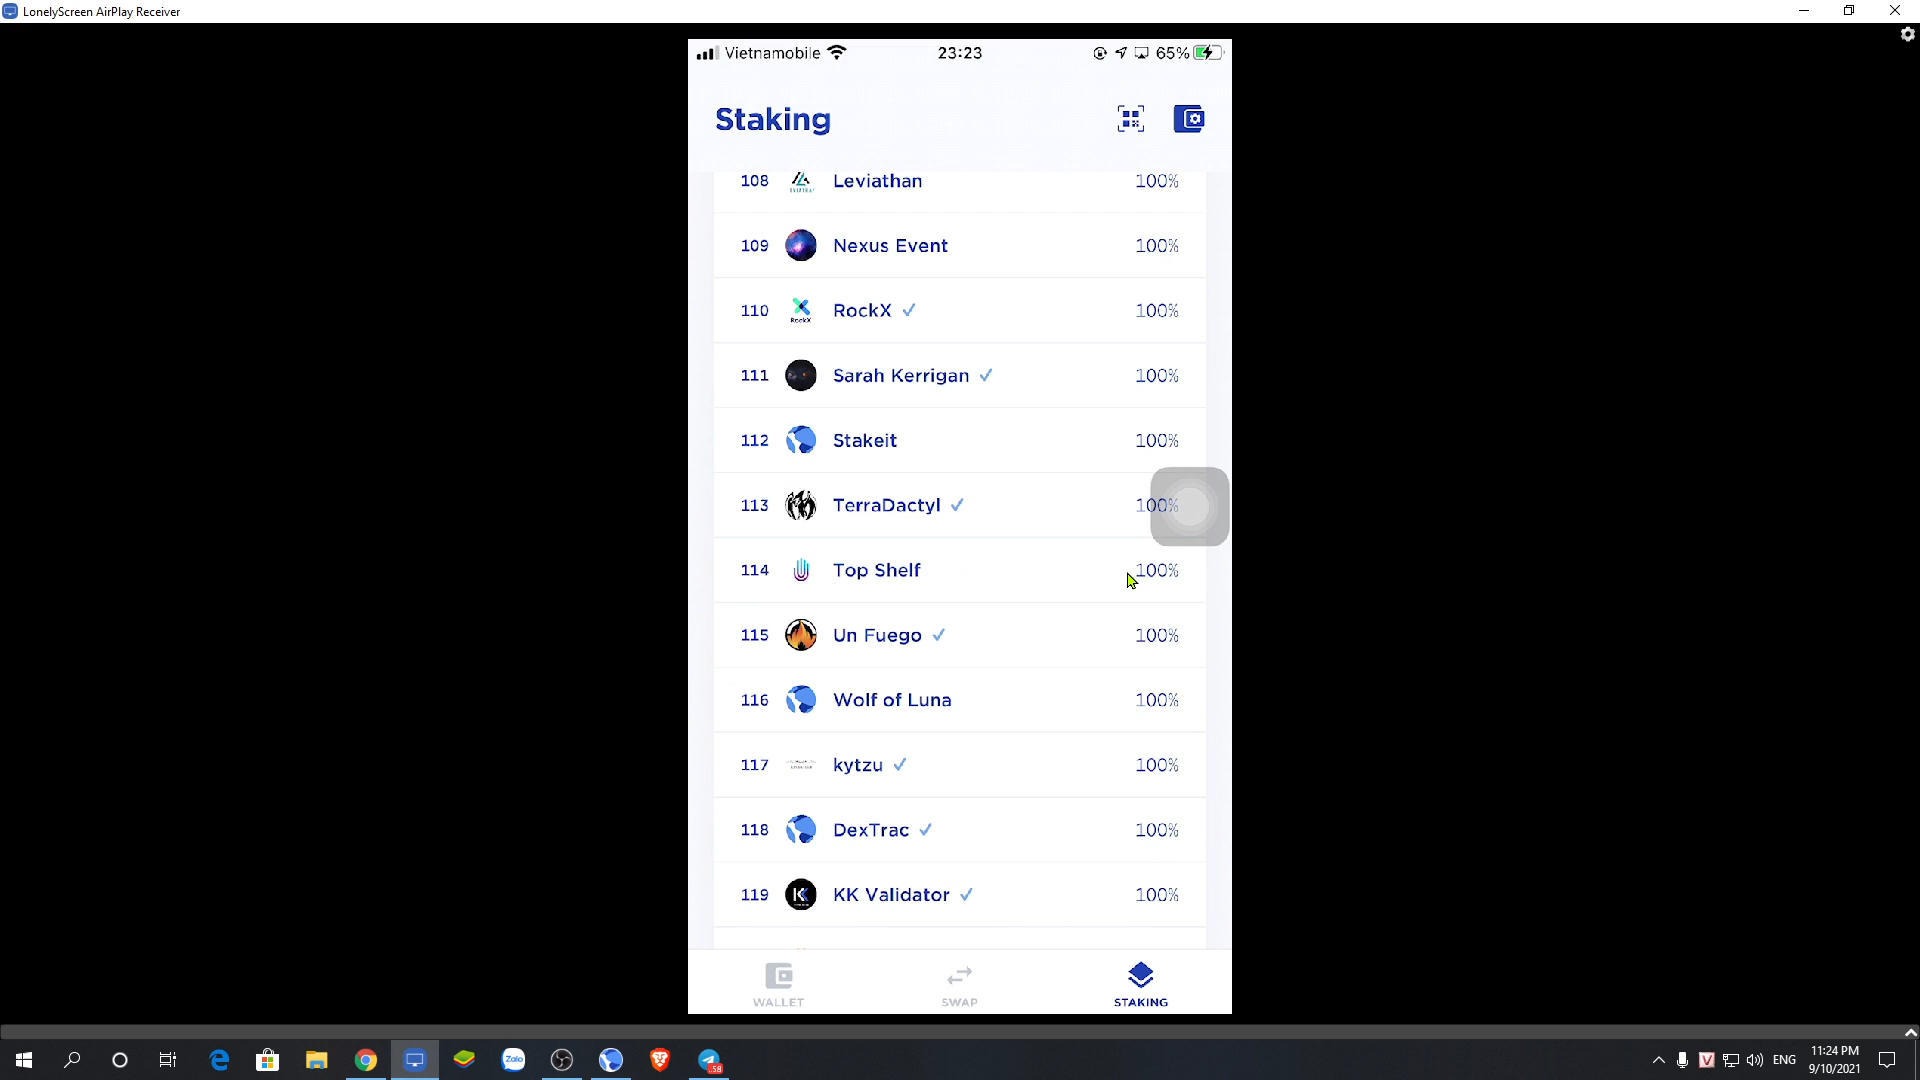 LonelyScreen AirPlay Receiver
Vietnamobile 23:23 65%
Staking
108 Leviathan 100%
109 Nexus Event 100%
110 RockX RockX 100%
111 Sarah Kerrigan 100%
112 Stakeit 100%
113 TerraDactyl 100%
114 Top Shelf 100%
115 Un Fuego 100%
116 Wolf of Luna 100%
117 kytzu 100%
118 DexTrac 100%
119 KK Validator 100%
WALLET SWAP STAKING
Zalo 58 V ENG 11:24 PM
9/10/2021